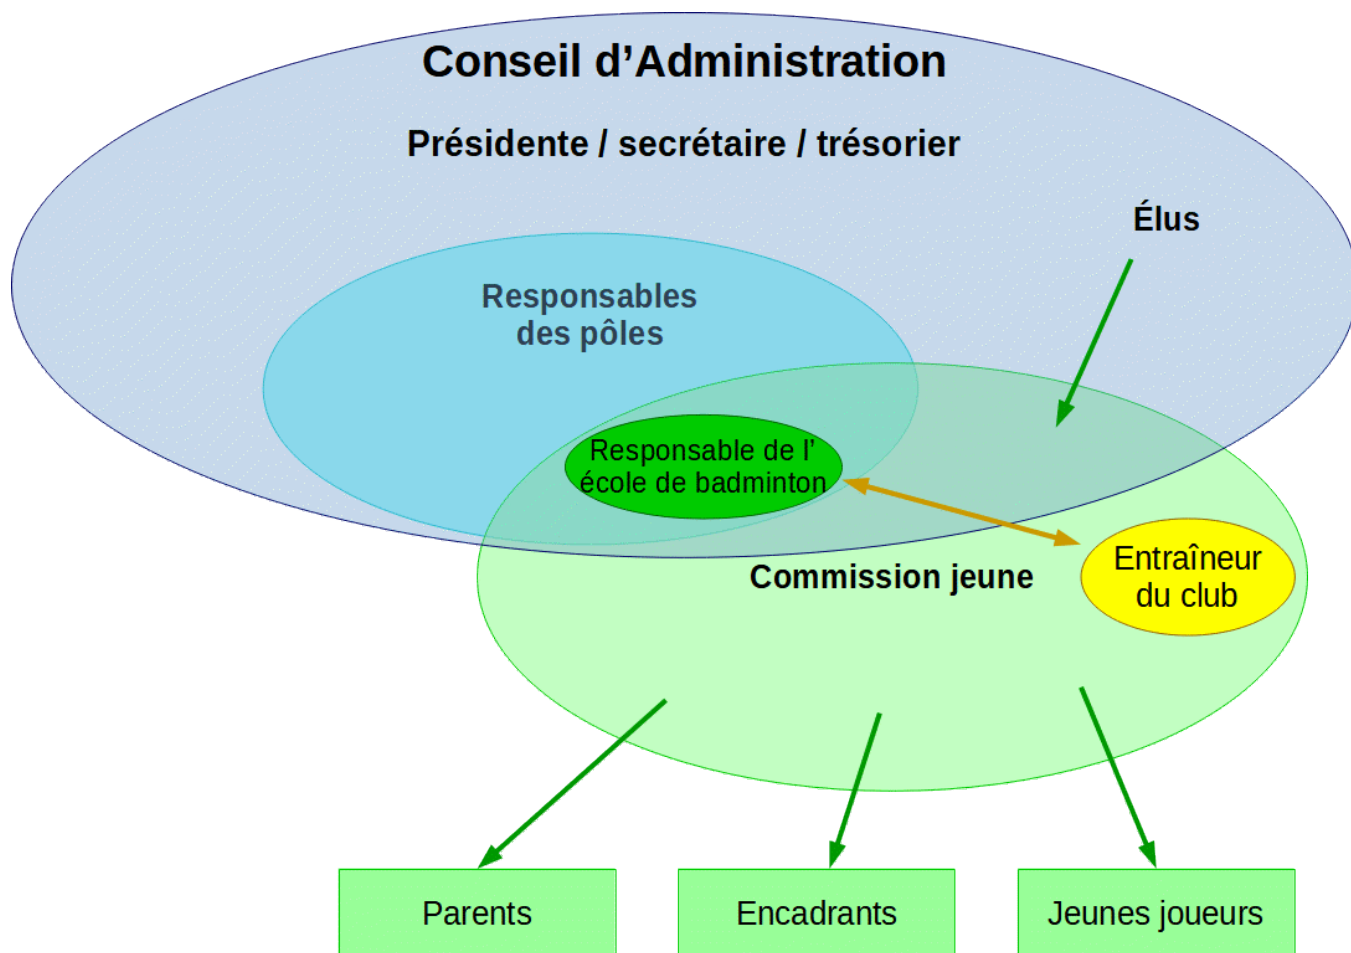 Conseil d’Administration
Présidente / secrétaire / trésorier
Élus
Responsables
des pôles
Responsable de l’
école de badminton
Entraîneur
du club
Commission jeune
Parents
Encadrants
Jeunes joueurs